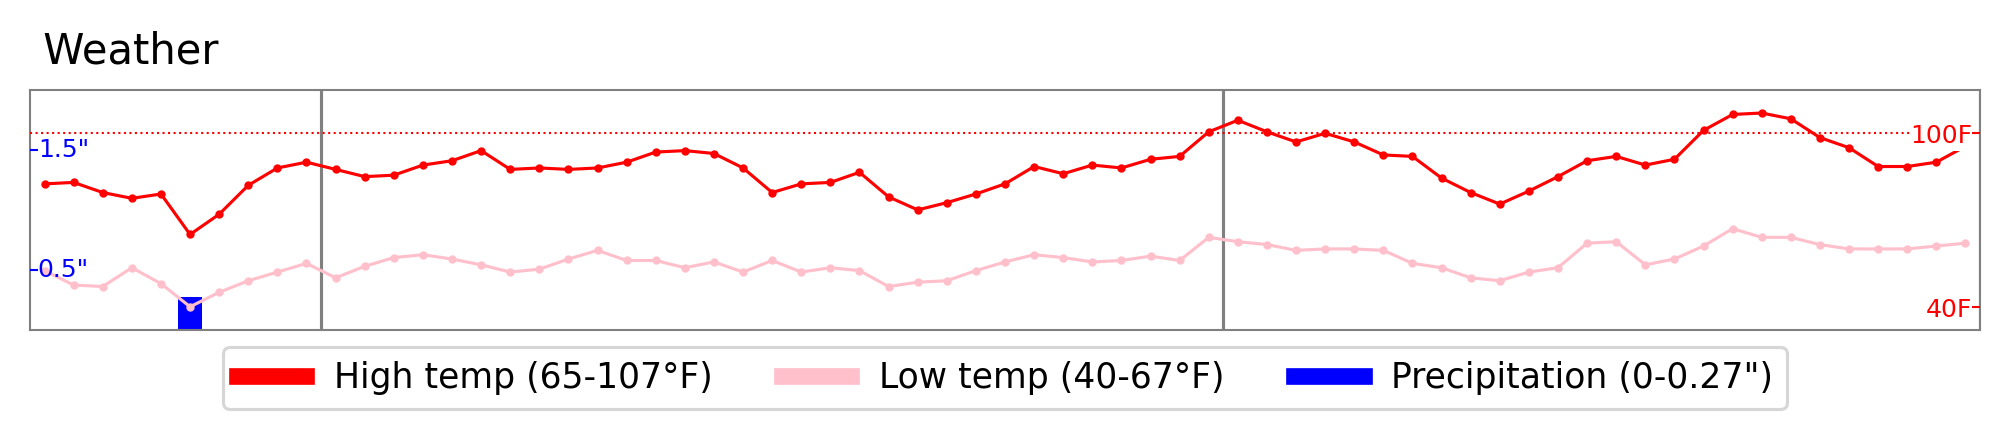 Weather
1.5"
100F
0.5"
40F
High temp (65-107°F) Low temp (40-67°F) Precipitation (0-0.27")